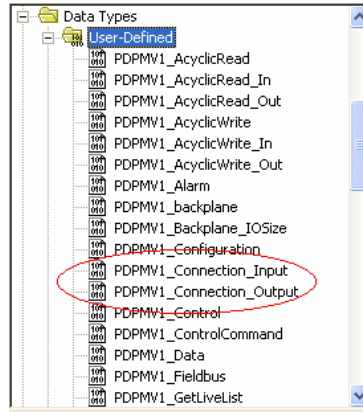 Data Types
User-Defined
PDPMV1_AcyclicRead
PDPMV1_AcyclicRead_In
PDPMV1_AcyclicRead_Out
PDPMV1_AcyclicWrite
PDPMV1_AcyclicWrite_In
PDPMV1_AcyclicWrite_Out
PDPMV1_Alarm
PDPMV1_backplane
PDPMV1_Backplane_IOSize
PDPMV1_Configuration
PDPMV1_Connection_Input
PDPMV1_Connection_Output
PDPMV1_Control
PDPMV1_ControlCommand
PDPMV1_Data
PDPMV1_Fieldbus
PDPMV1_GetLiveList